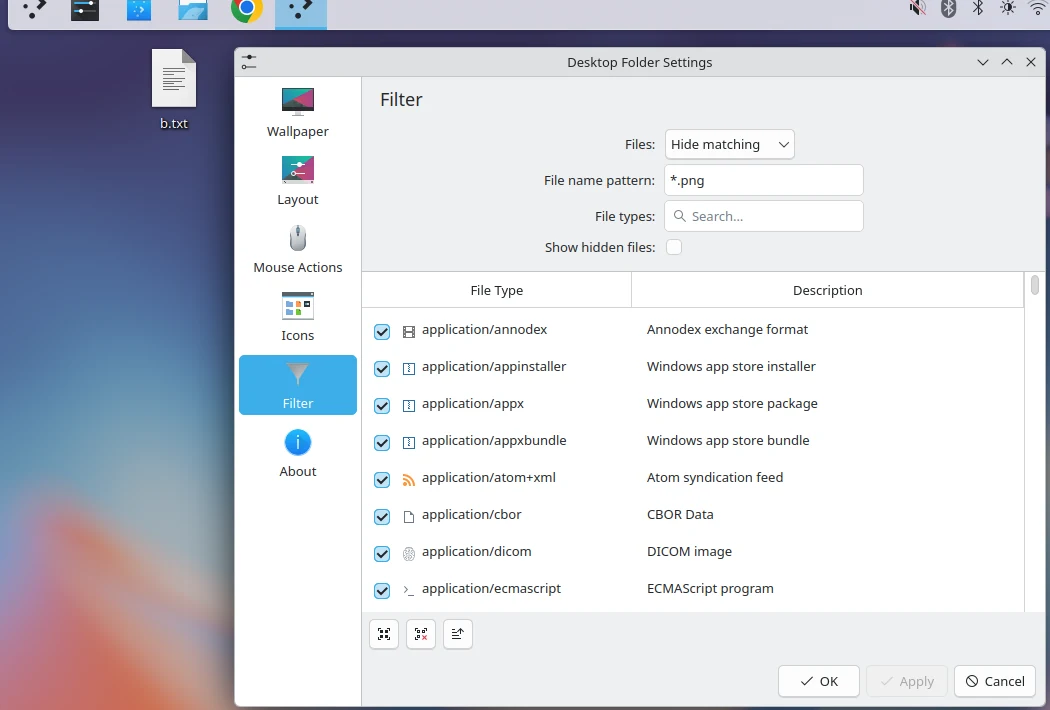 b.txt
Desktop Folder Settings
Wallpaper
Layout
Mouse Actions
Icons
Filter
About
Filter
Files: Hide matching
File name pattern: *.png
File types: Search...
Show hidden files:
File Type Description
application/annodex Annodex exchange format
application/appinstaller Windows app store installer
application/appx Windows app store package
application/appxbundle Windows app store bundle
application/atom+xml Atom syndication feed
application/cbor CBOR Data
application/dicom DICOM image
application/ecmascript ECMAScript program
OK Apply Cancel